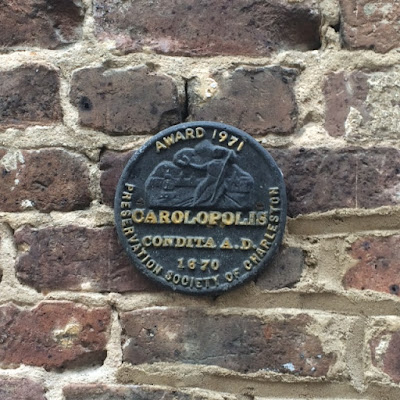 AWARD 1971
CAROLOPOLIS
CONDITA A.D.
1670
PRESERVATION SOCIETY OF CHARLESTON